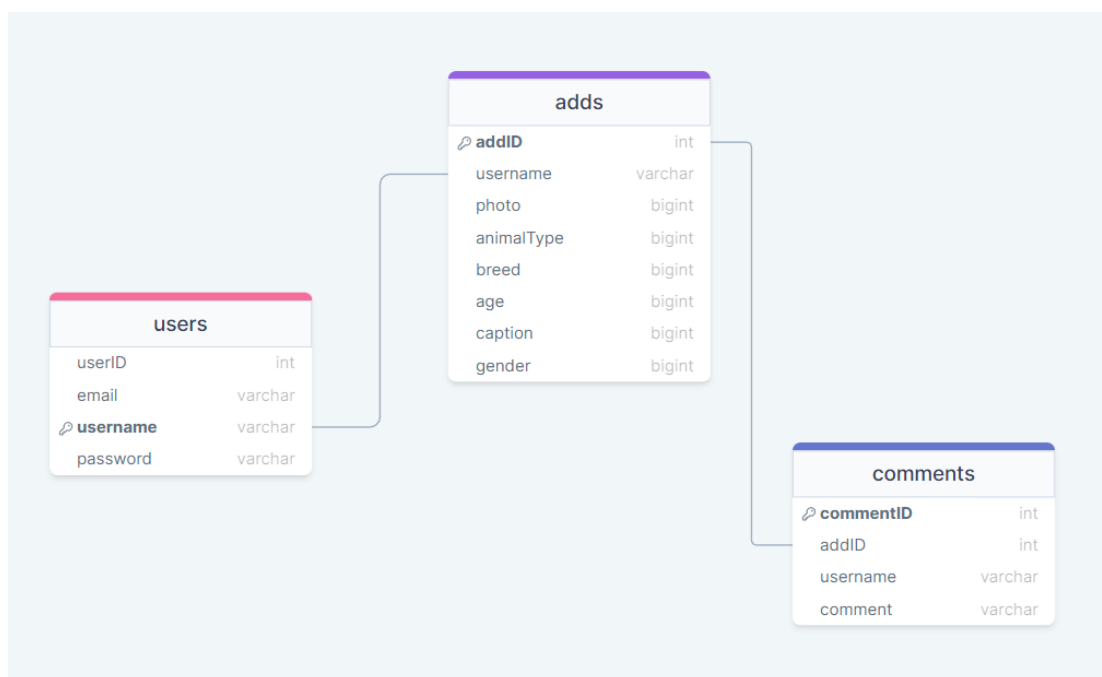 adds
addID int
username varchar
photo bigint
animalType bigint
breed bigint
age bigint
caption bigint
gender bigint
users
userID int
email varchar
username varchar
password varchar
comments
commentID int
addID int
username varchar
comment varchar